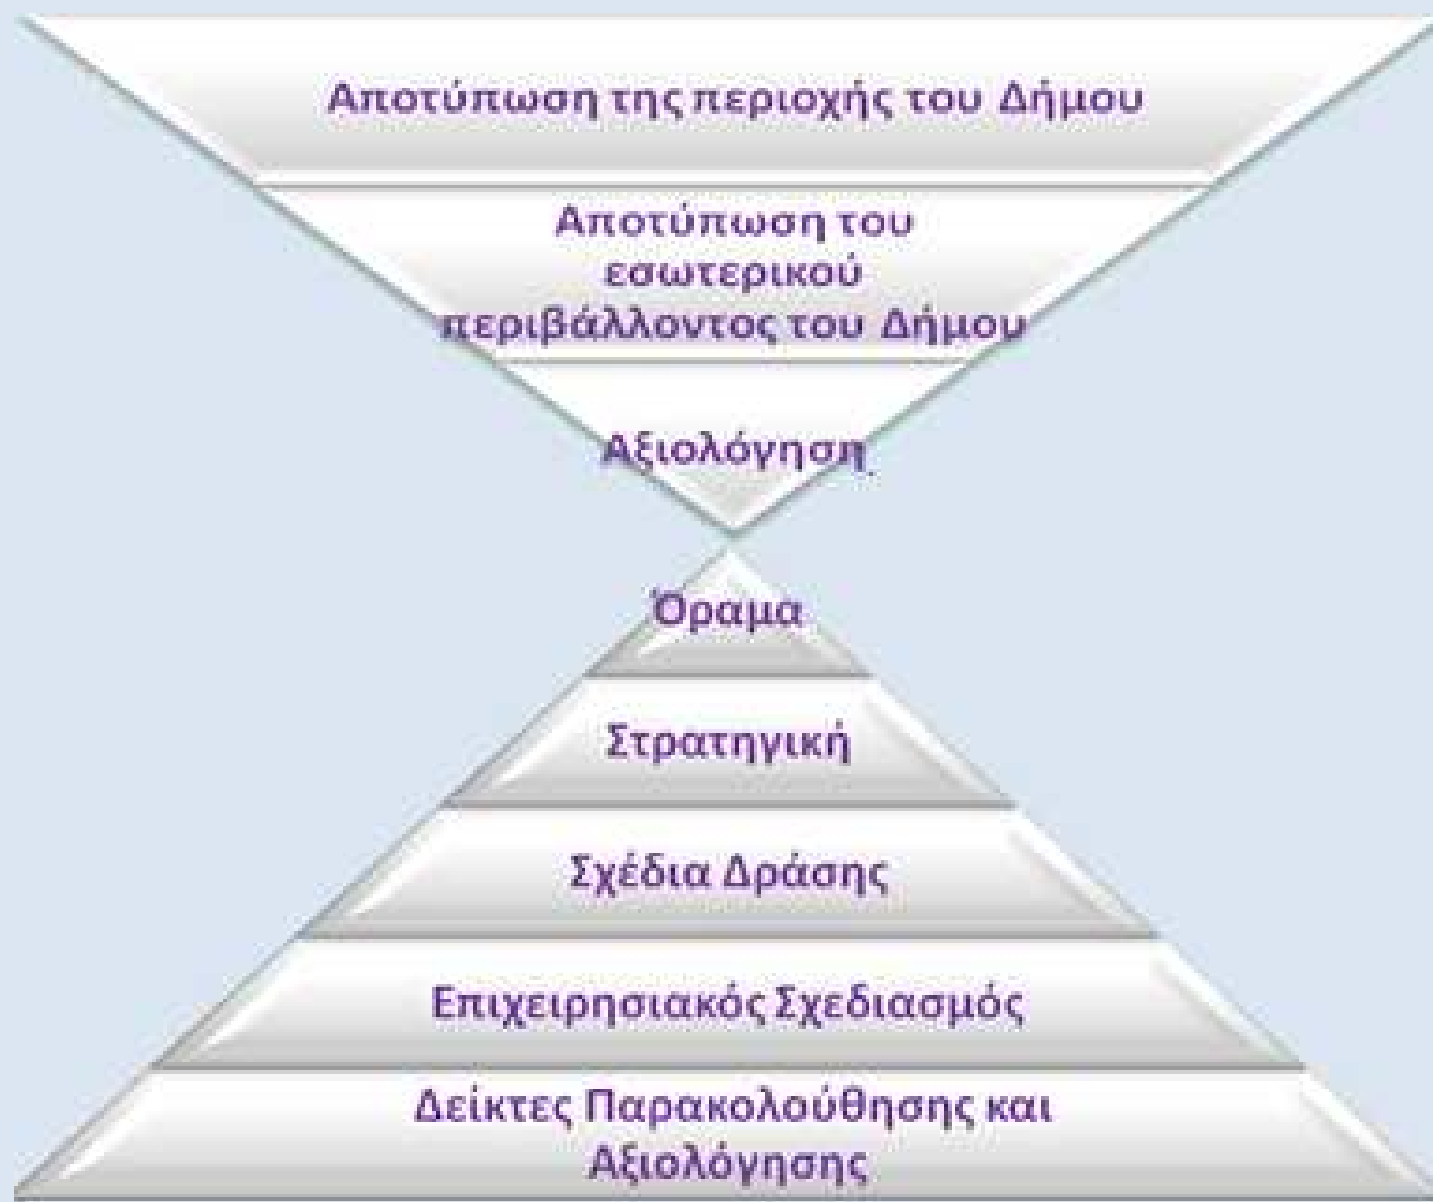 Αποτύπωση της περιοχής του Δήμου
Αποτύπωση του
εσωτερικού
περιβάλλοντος του Δήμου
Αξιολόγηση
Όραμα
Στρατηγική
Σχέδια Δράσης
Επιχειρησιακός Σχεδιασμός
Δείκτες Παρακολούθησης και
Αξιολόγησης